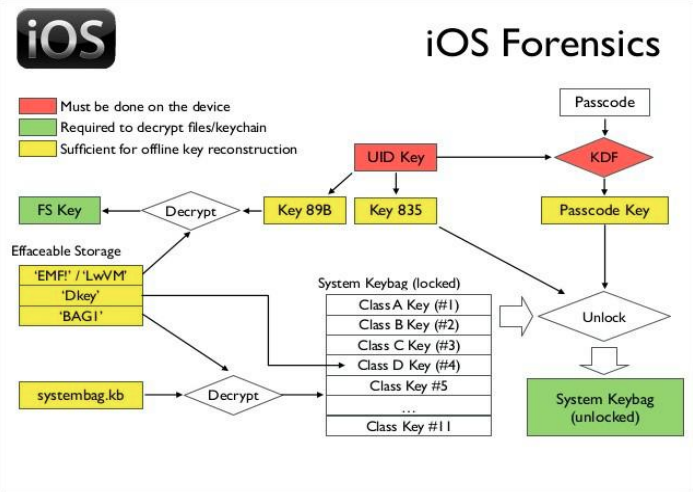 iOS
iOS Forensics
Must be done on the device
Required to decrypt files/keychain
Sufficient for offline key reconstruction
Passcode
UID Key
KDF
FS Key
Decrypt
Key 89B
Key 835
Passcode Key
Effaceable Storage
'EMF!' / 'LwVM'
'Dkey'
'BAG1'
System Keybag (locked)
Class A Key (#1)
Class B Key (#2)
Class C Key (#3)
Class D Key (#4)
Class Key #5
...
Class Key #11
Unlock
systembag.kb
Decrypt
System Keybag
(unlocked)